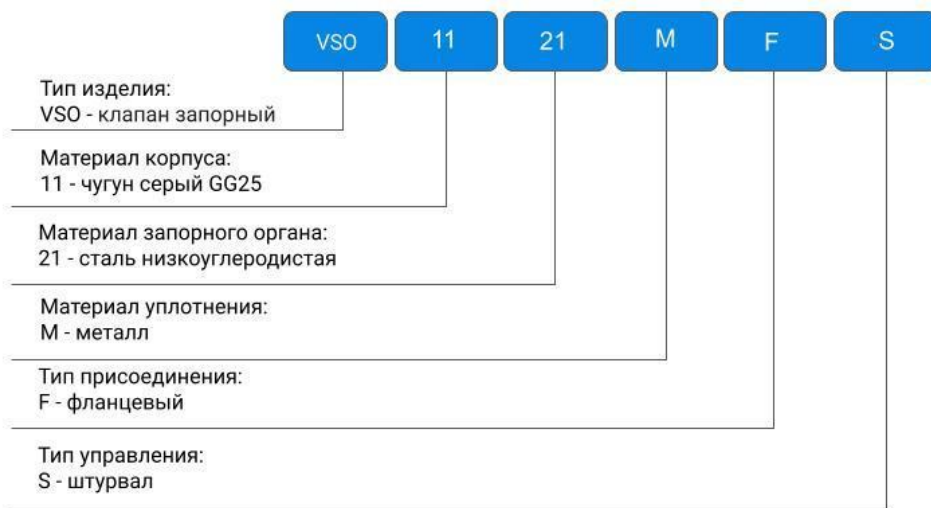 VSO 11 21 M F S
Тип изделия:
VSO - клапан запорный
Материал корпуса:
11 - чугун серый GG25
Материал запорного органа:
21 - сталь низкоуглеродистая
Материал уплотнения:
М - металл
Тип присоединения:
F - фланцевый
Тип управления:
S - штурвал